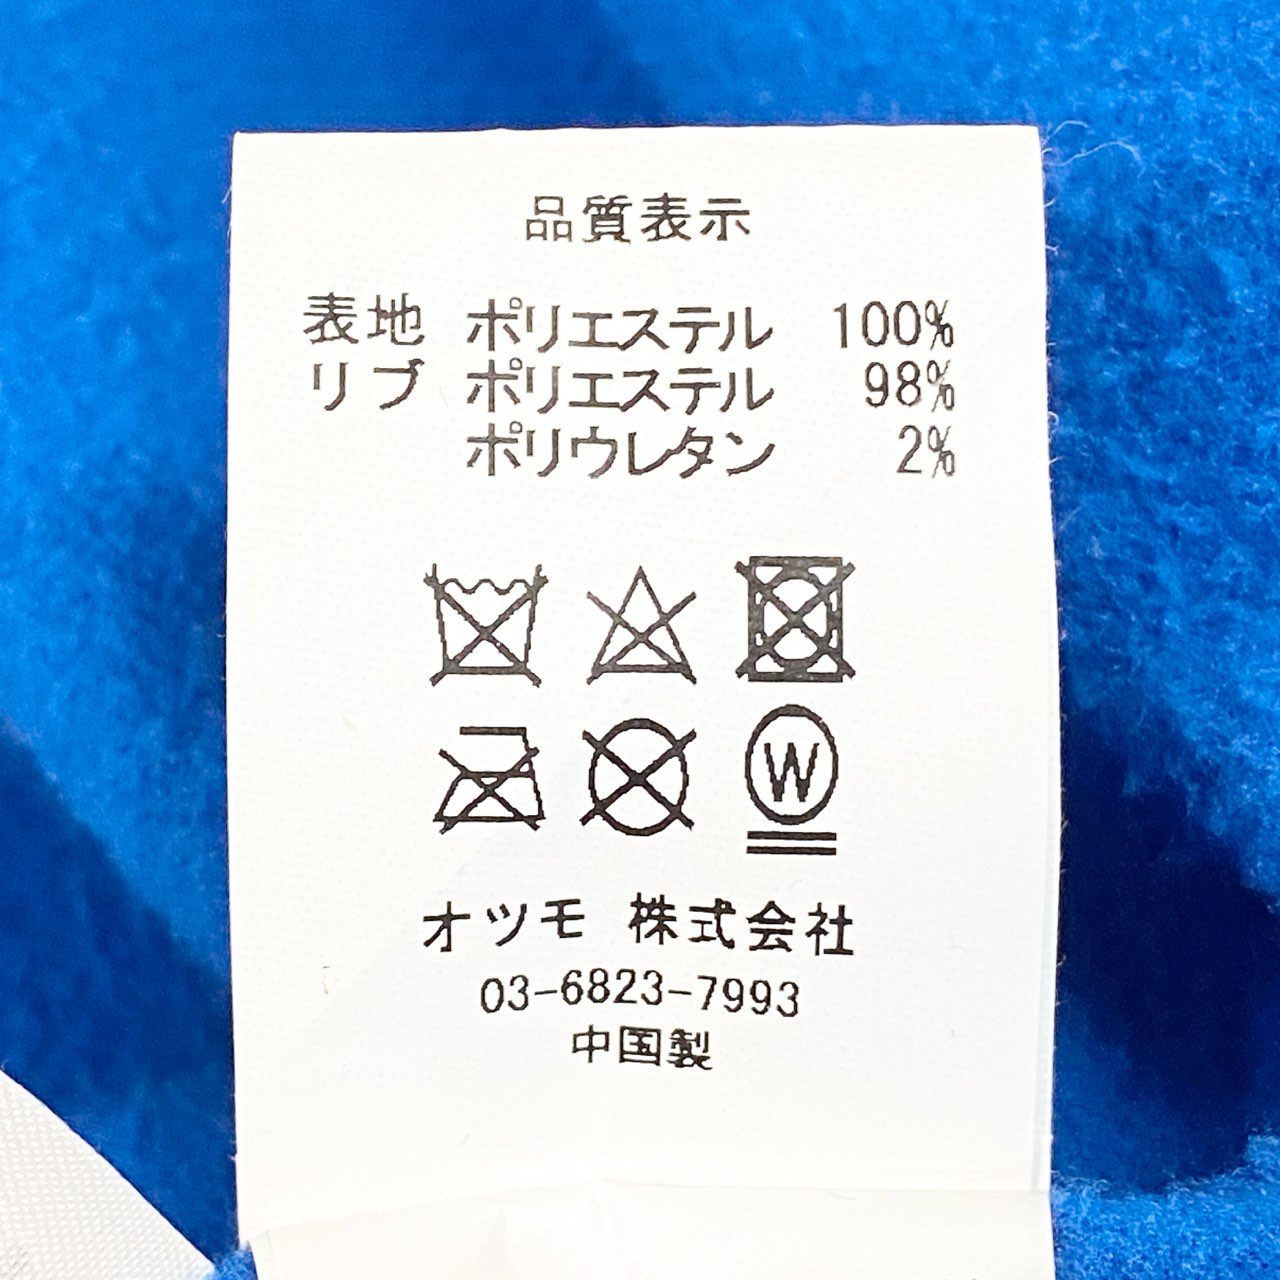 品質表示
表地 ポリエステル 100%
リブ ポリエステル 98%
ポリウレタン 2%
W
オツモ 株式会社
03-6823-7993
中国製